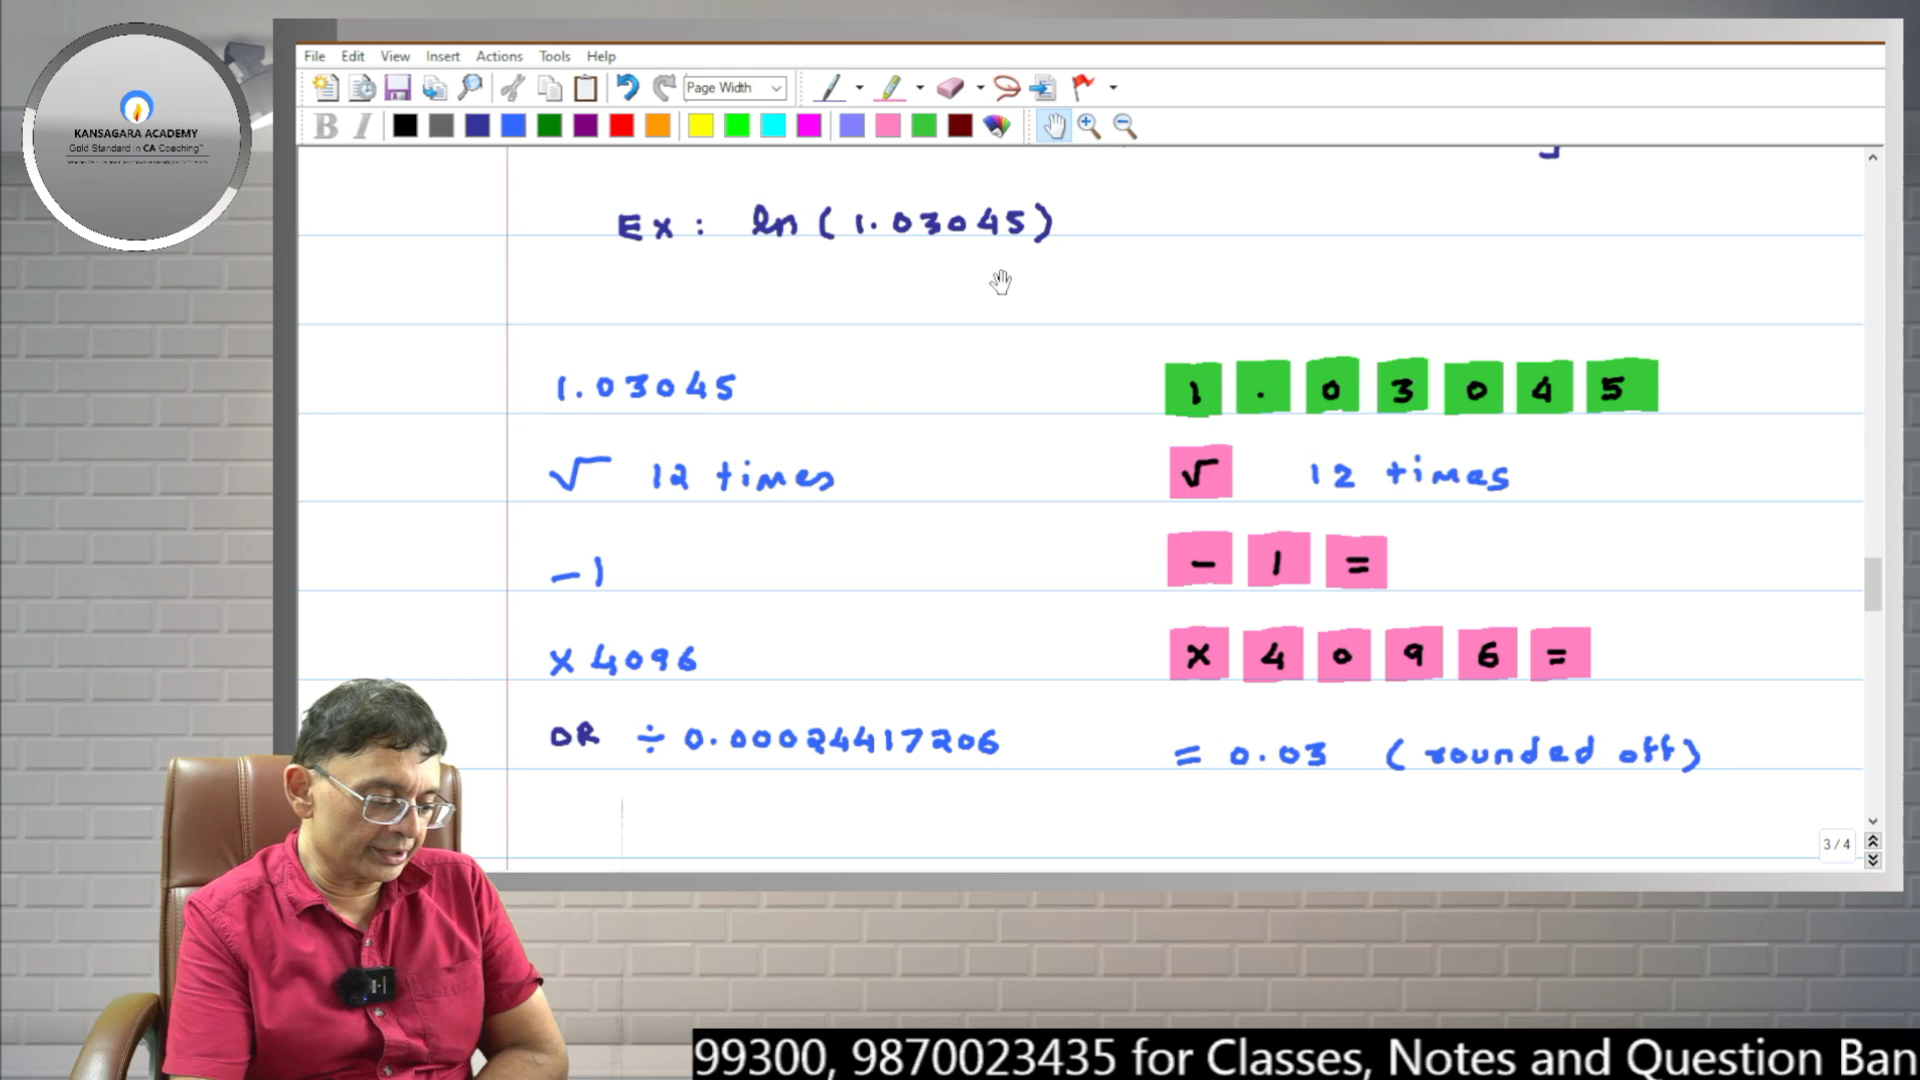 KANSAGARA ACADEMY
Gold Standard in CA Coaching™
File Edit View Insert Actions Tools Help
Page Width
B I
Ex: ln(1.03045)
1.03045
1 . 0 3 0 4 5
√ 12 times
√ 12 times
-1
- 1 =
× 4096
× 4 0 9 6 =
OR ÷ 0.00024417206
= 0.03 (rounded off)
3 / 4
99300, 9870023435 for Classes, Notes and Question Ban